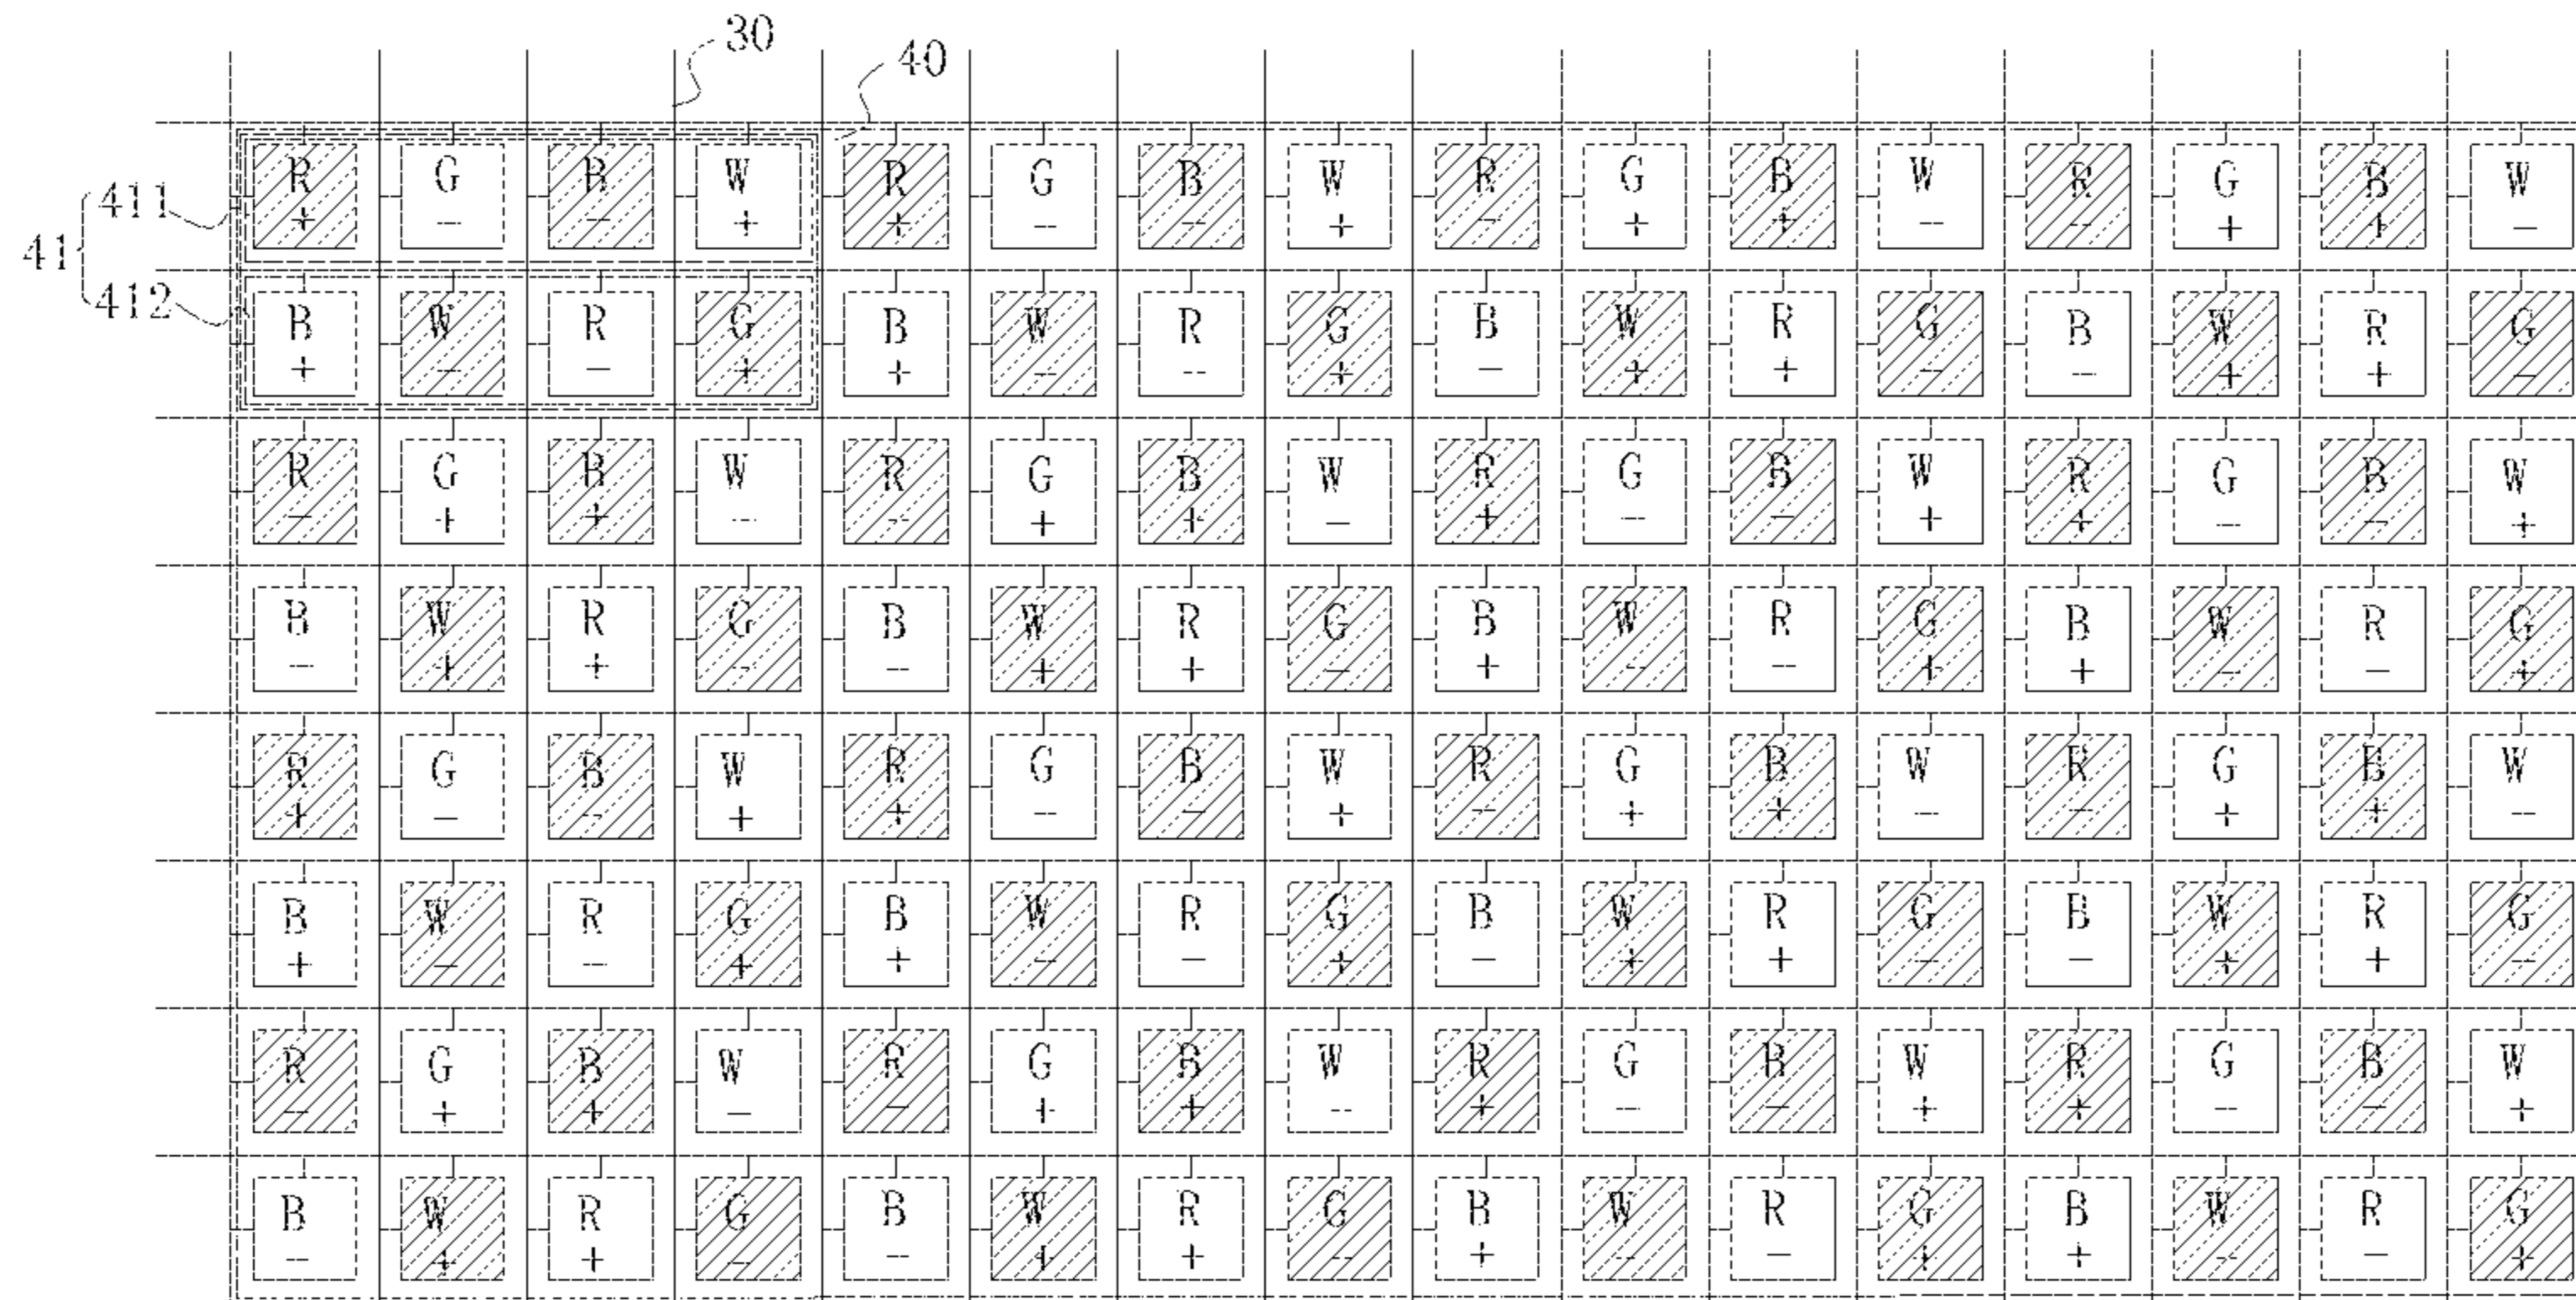 30
40
R G B W R G B W R G B W R G B W
411
+ - - + + - - + - + + - - + + -
41
412
B W R G B W R G B W R G B W R G
+ - - + + - - + - + + - - + + -
R G B W R G B W R G B W R G B W
- + + - - + + - + - - + + - - +
B W R G B W R G B W R G B W R G
- + + - - + + - + - - + + - - +
R G B W R G B W R G B W R G B W
+ - - + + - - + - + + - - + + -
B W R G B W R G B W R G B W R G
+ - - + + - - + - + + - - + + -
R G B W R G B W R G B W R G B W
- + + - - + + - + - - + + - - +
B W R G B W R G B W R G B W R G
- + + - - + + - + - - + + - - +